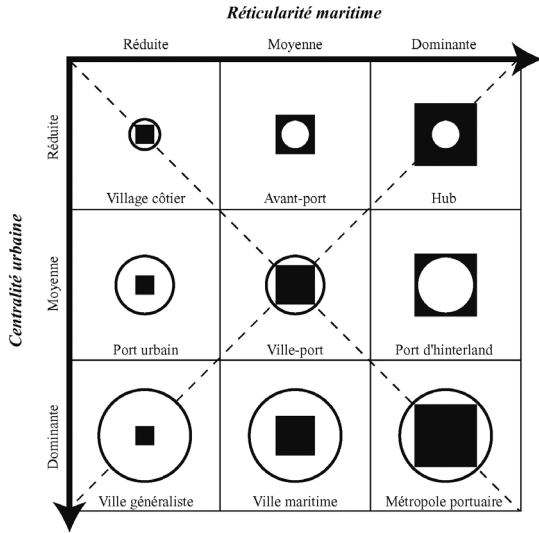 Réticularité maritime
Réduite
Moyenne
Dominante
Centralité urbaine
Réduite
Village côtier
Avant-port
Hub
Moyenne
Port urbain
Ville-port
Port d'hinterland
Dominante
Ville généraliste
Ville maritime
Métropole portuaire